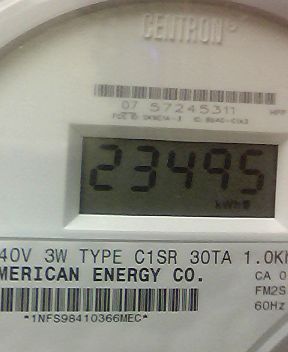 CENTRON®
07 57245311
23495
kWh
40V 3W TYPE C1SR 30TA 1.0Kh
MERICAN ENERGY CO.
CA 0
FM2S
60Hz
*1NFS98410366MEC*